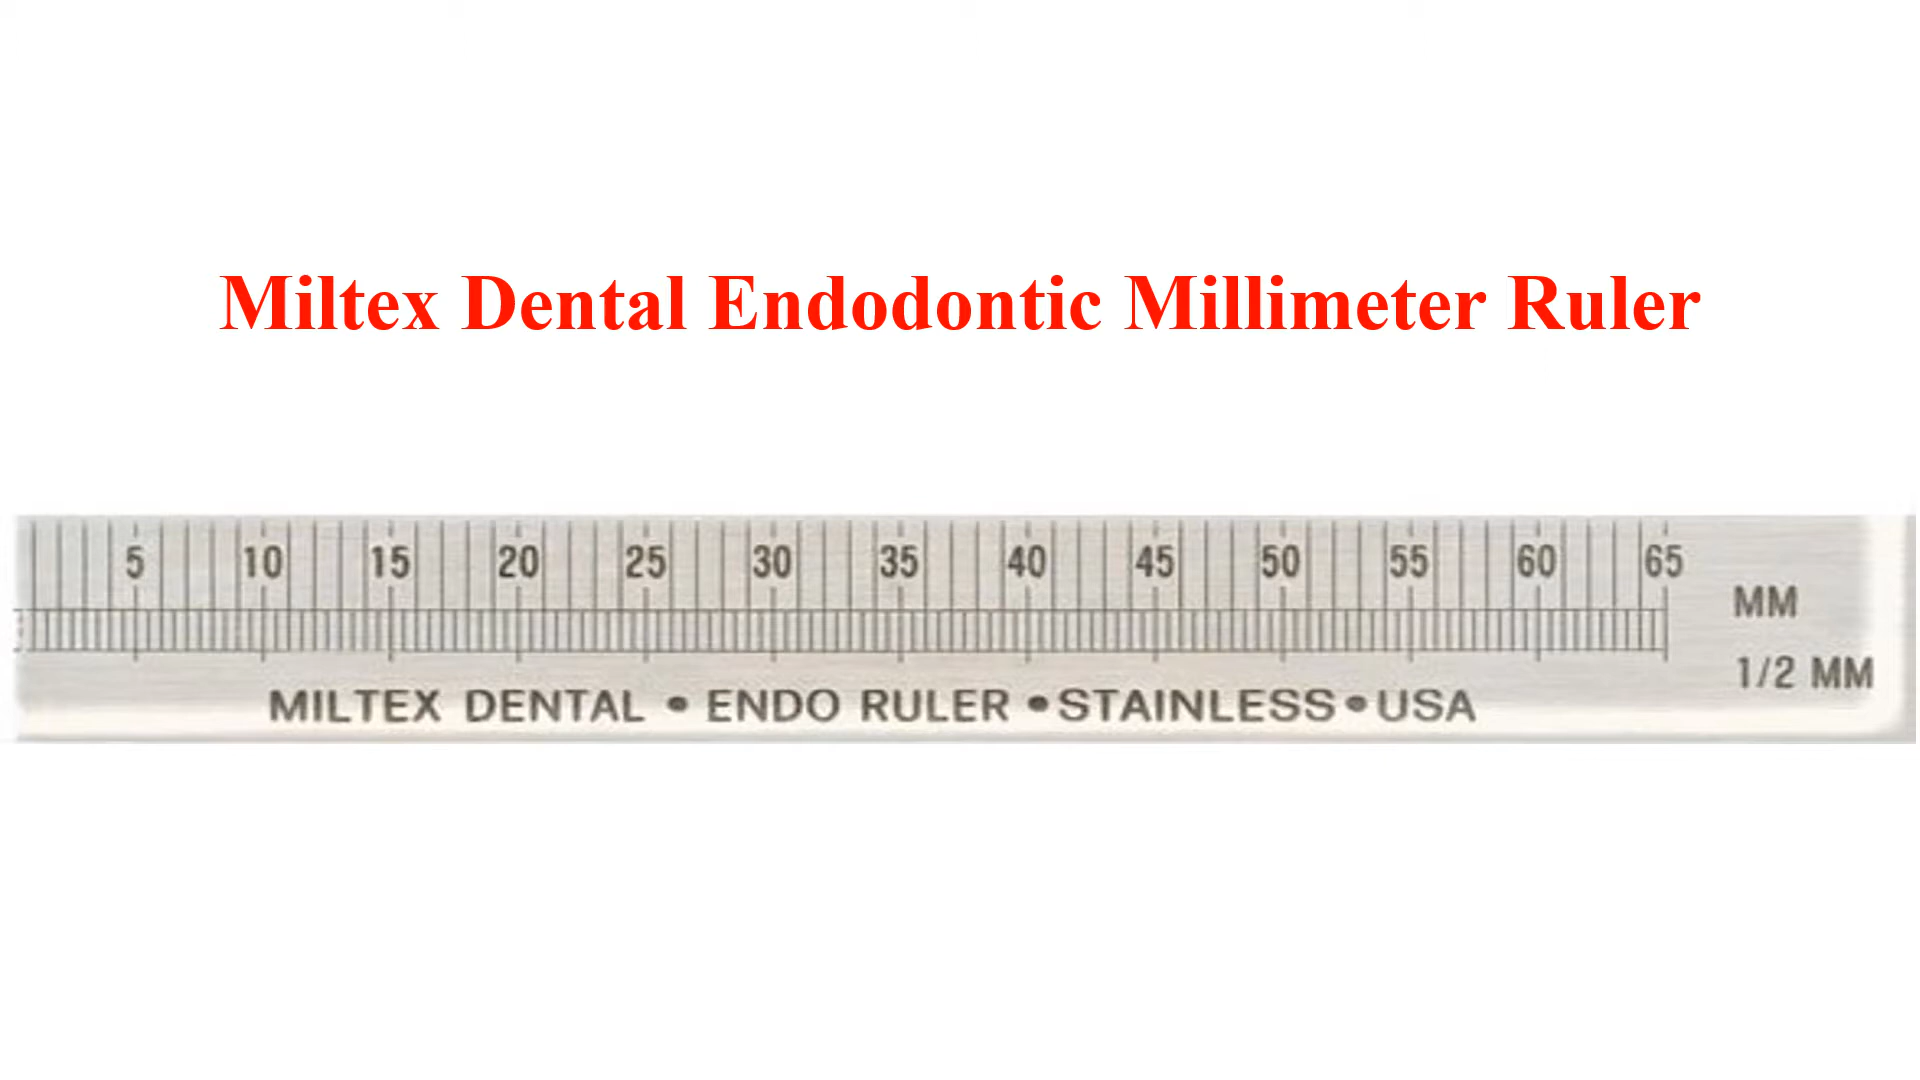 Miltex Dental Endodontic Millimeter Ruler
5 10 15 20 25 30 35 40 45 50 55 60 65
MM
1/2 MM
MILTEX DENTAL • ENDO RULER • STAINLESS • USA